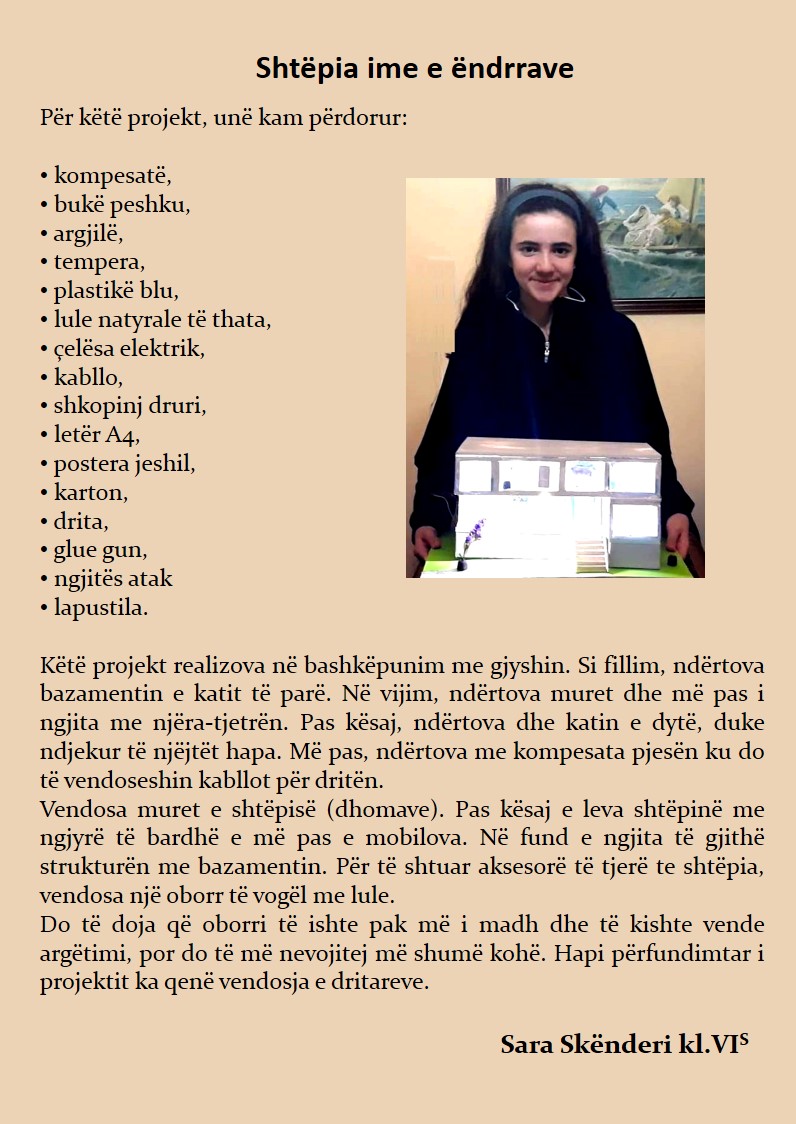 Shtëpia ime e ëndrrave
Për këtë projekt, unë kam përdorur:
• kompesatë,
• bukë peshku,
• argjilë,
• tempera,
• plastikë blu,
• lule natyrale të thata,
• çelësa elektrik,
• kabllo,
• shkopinj druri,
• letër A4,
• postera jeshil,
• karton,
• drita,
• glue gun,
• ngjitës atak
• lapustila.
Këtë projekt realizova në bashkëpunim me gjyshin. Si fillim, ndërtova
bazamentin e katit të parë. Në vijim, ndërtova muret dhe më pas i
ngjita me njëra-tjetrën. Pas kësaj, ndërtova dhe katin e dytë, duke
ndjekur të njëjtët hapa. Më pas, ndërtova me kompesata pjesën ku do
të vendoseshin kabllot për dritën.
Vendosa muret e shtëpisë (dhomave). Pas kësaj e leva shtëpinë me
ngjyrë të bardhë e më pas e mobilova. Në fund e ngjita të gjithë
strukturën me bazamentin. Për të shtuar aksesorë të tjerë te shtëpia,
vendosa një oborr të vogël me lule.
Do të doja që oborri të ishte pak më i madh dhe të kishte vende
argëtimi, por do të më nevojitej më shumë kohë. Hapi përfundimtar i
projektit ka qenë vendosja e dritareve.
Sara Skënderi kl.VIˢ